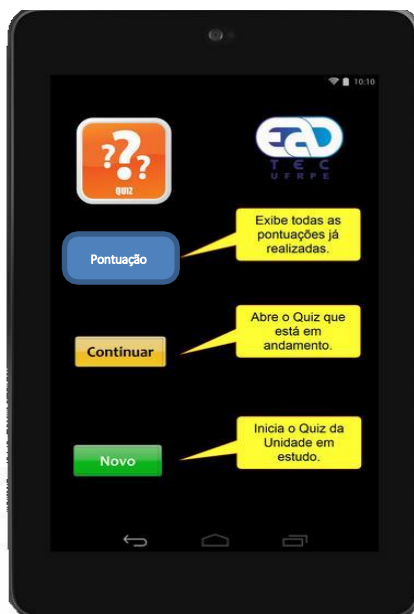 10:10
???
QUIZ
EAD
TEC
UFRPE
Pontuação
Exibe todas as
pontuações já
realizadas.
Continuar
Abre o Quiz que
está em
andamento.
Novo
Inicia o Quiz da
Unidade em
estudo.